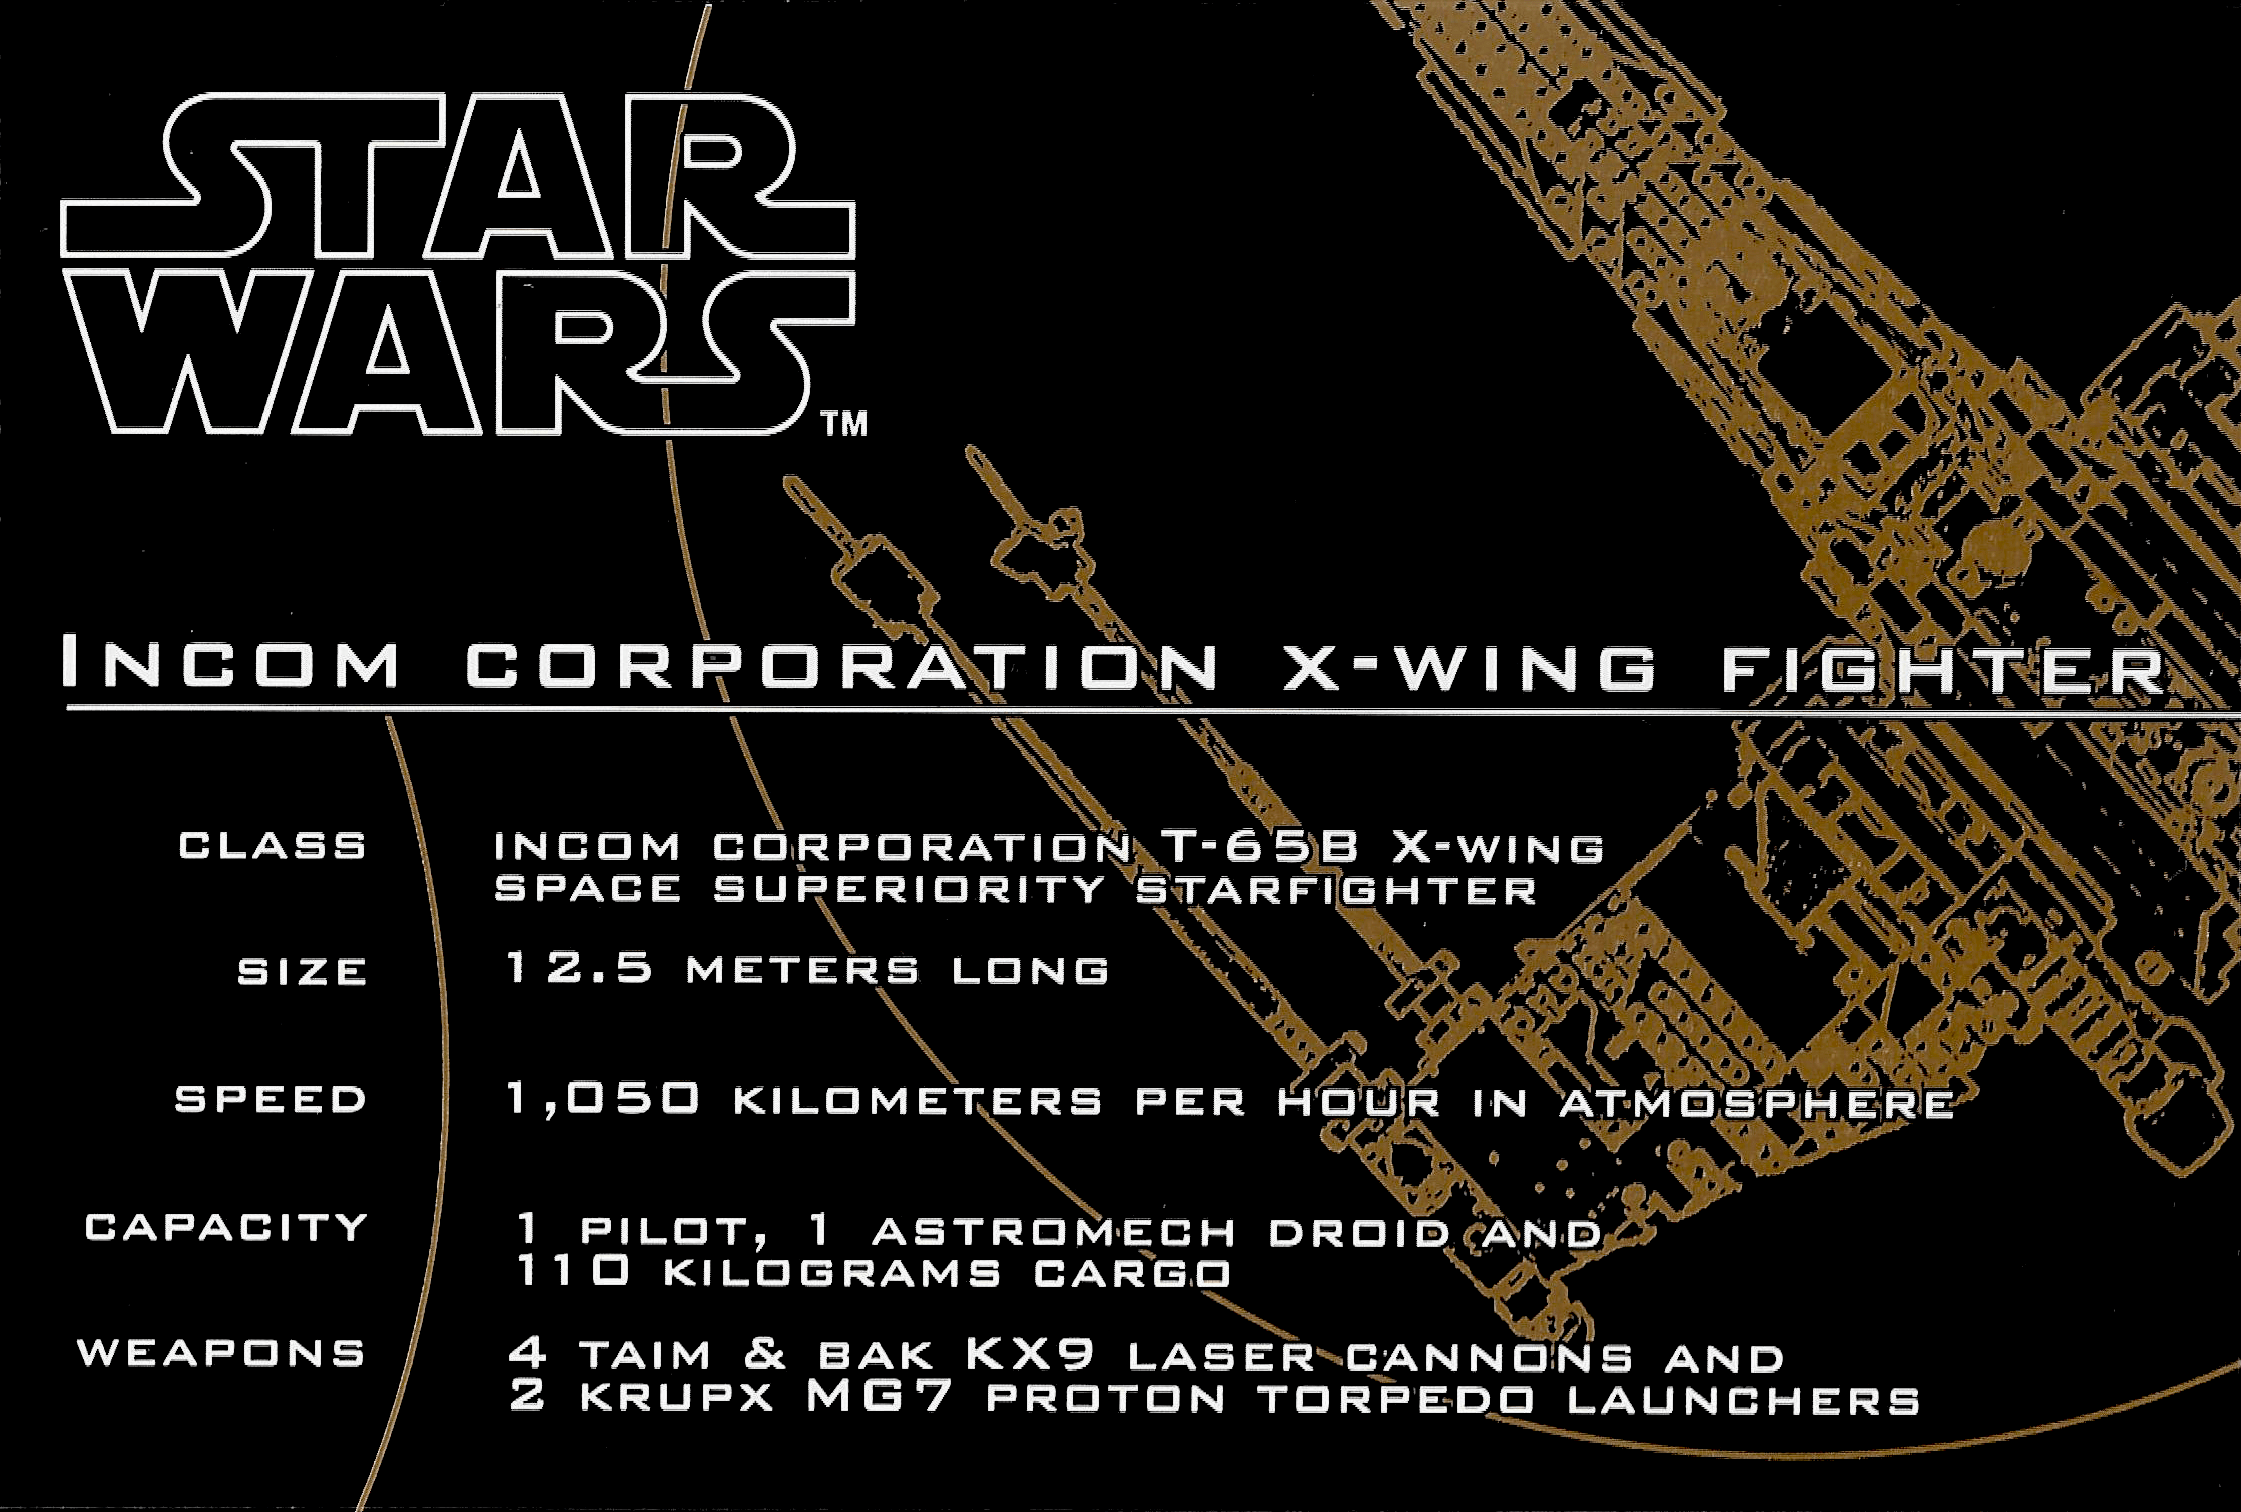 STAR
WARS TM
INCOM CORPORATION X-WING FIGHTER
CLASS INCOM CORPORATION T-65B X-WING
SPACE SUPERIORITY STARFIGHTER
SIZE 12.5 METERS LONG
SPEED 1,050 KILOMETERS PER HOUR IN ATMOSPHERE
CAPACITY 1 PILOT, 1 ASTROMECH DROID AND
110 KILOGRAMS CARGO
WEAPONS 4 TAIM & BAK KX9 LASER CANNONS AND
2 KRUPX MG7 PROTON TORPEDO LAUNCHERS